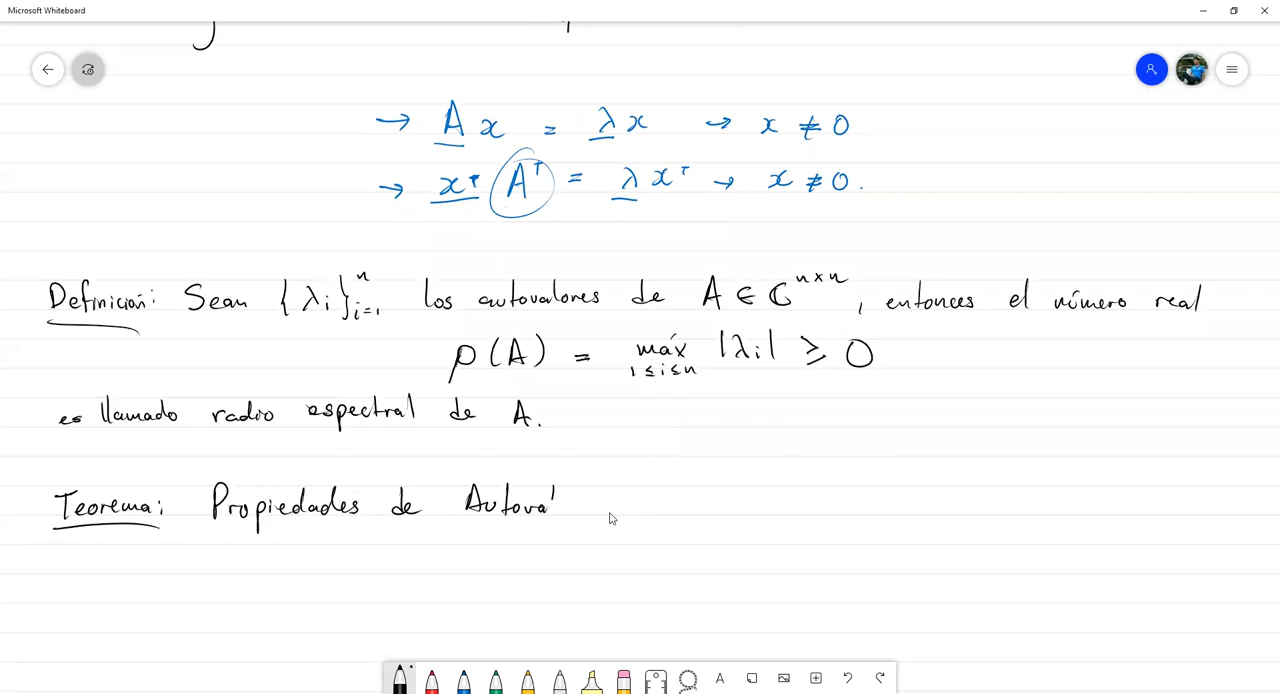 Microsoft Whiteboard
→ A x = λ x → x ≠ 0
→ xᵀ Aᵀ = λ xᵀ → x ≠ 0.
Definición: Sean {λi}ⁿi=1 los autovalores de A ∈ ℂⁿˣⁿ, entonces el número real
ρ(A) = máx 1≤i≤n |λi| ≥ 0
es llamado radio espectral de A.
Teorema: Propiedades de Autoval